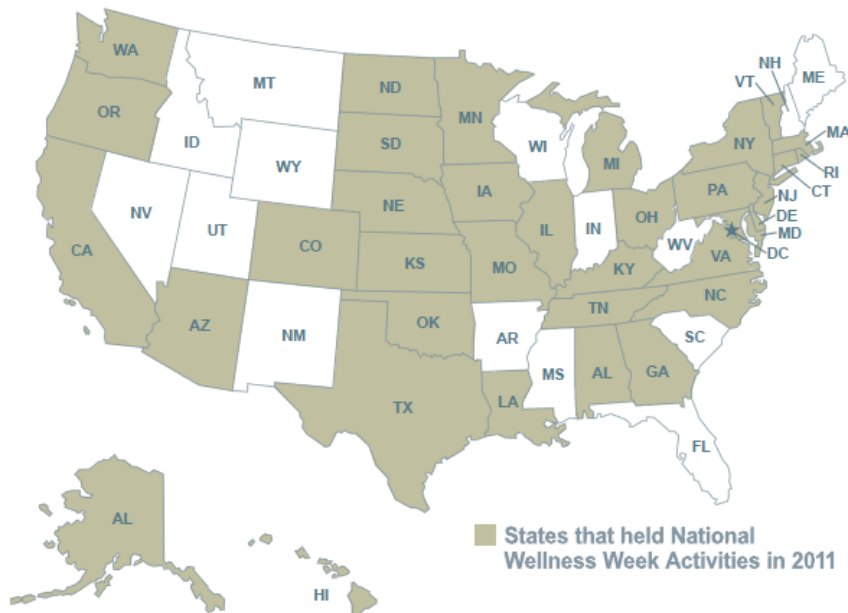 WA
MT
ND
MN
VT
NH
ME
OR
ID
SD
WI
MI
NY
MA
WY
RI
CT
IA
PA
NJ
NE
NV
UT
IL
IN
OH
DE
MD
CA
CO
WV
DC
VA
KS
MO
KY
NC
AZ
NM
OK
TN
AR
SC
MS
AL
GA
TX
LA
FL
AL
HI
States that held National
Wellness Week Activities in 2011